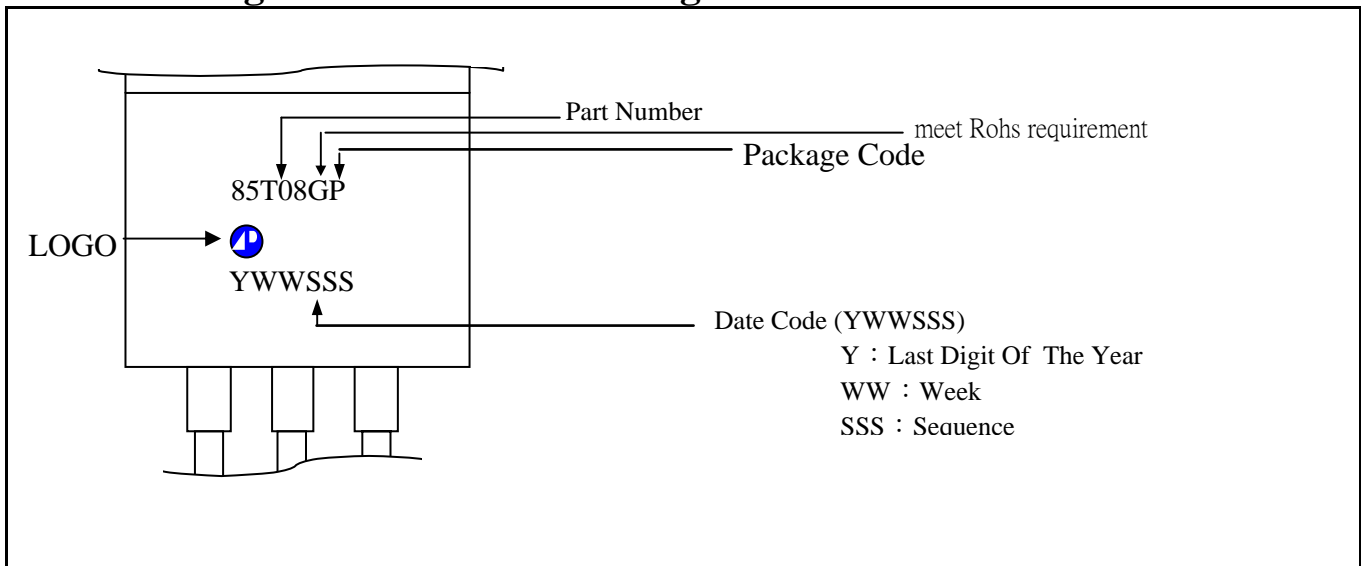 Part Number
meet Rohs requirement
Package Code
85T08GP
LOGO
YWWSSS
Date Code (YWWSSS)
Y：Last Digit Of The Year
WW：Week
SSS：Sequence